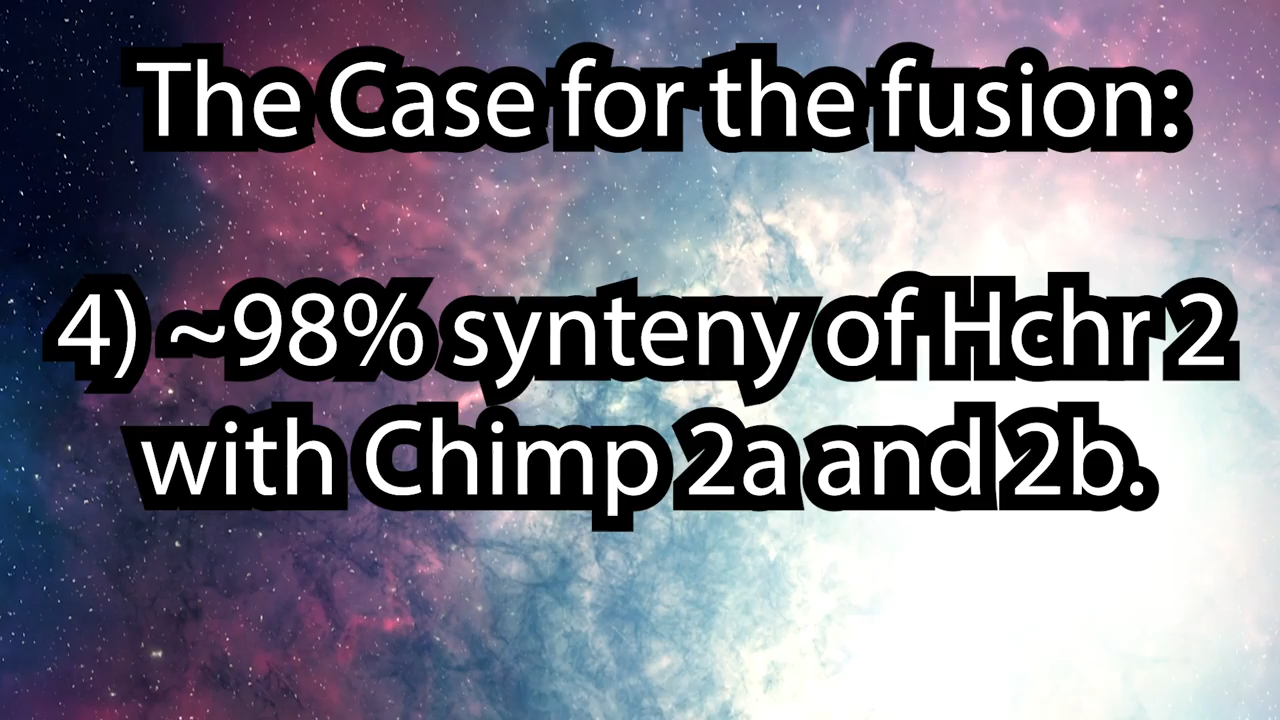 The Case for the fusion:
4) ~98% synteny of Hchr 2
with Chimp 2a and 2b.